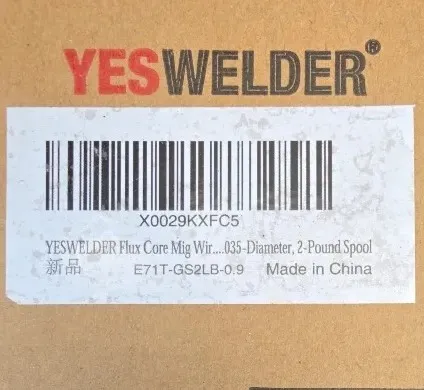 YESWELDER®
X0029KXFC5
YESWELDER Flux Core Mig Wir....035-Diameter, 2-Pound Spool
新品 E71T-GS2LB-0.9 Made in China